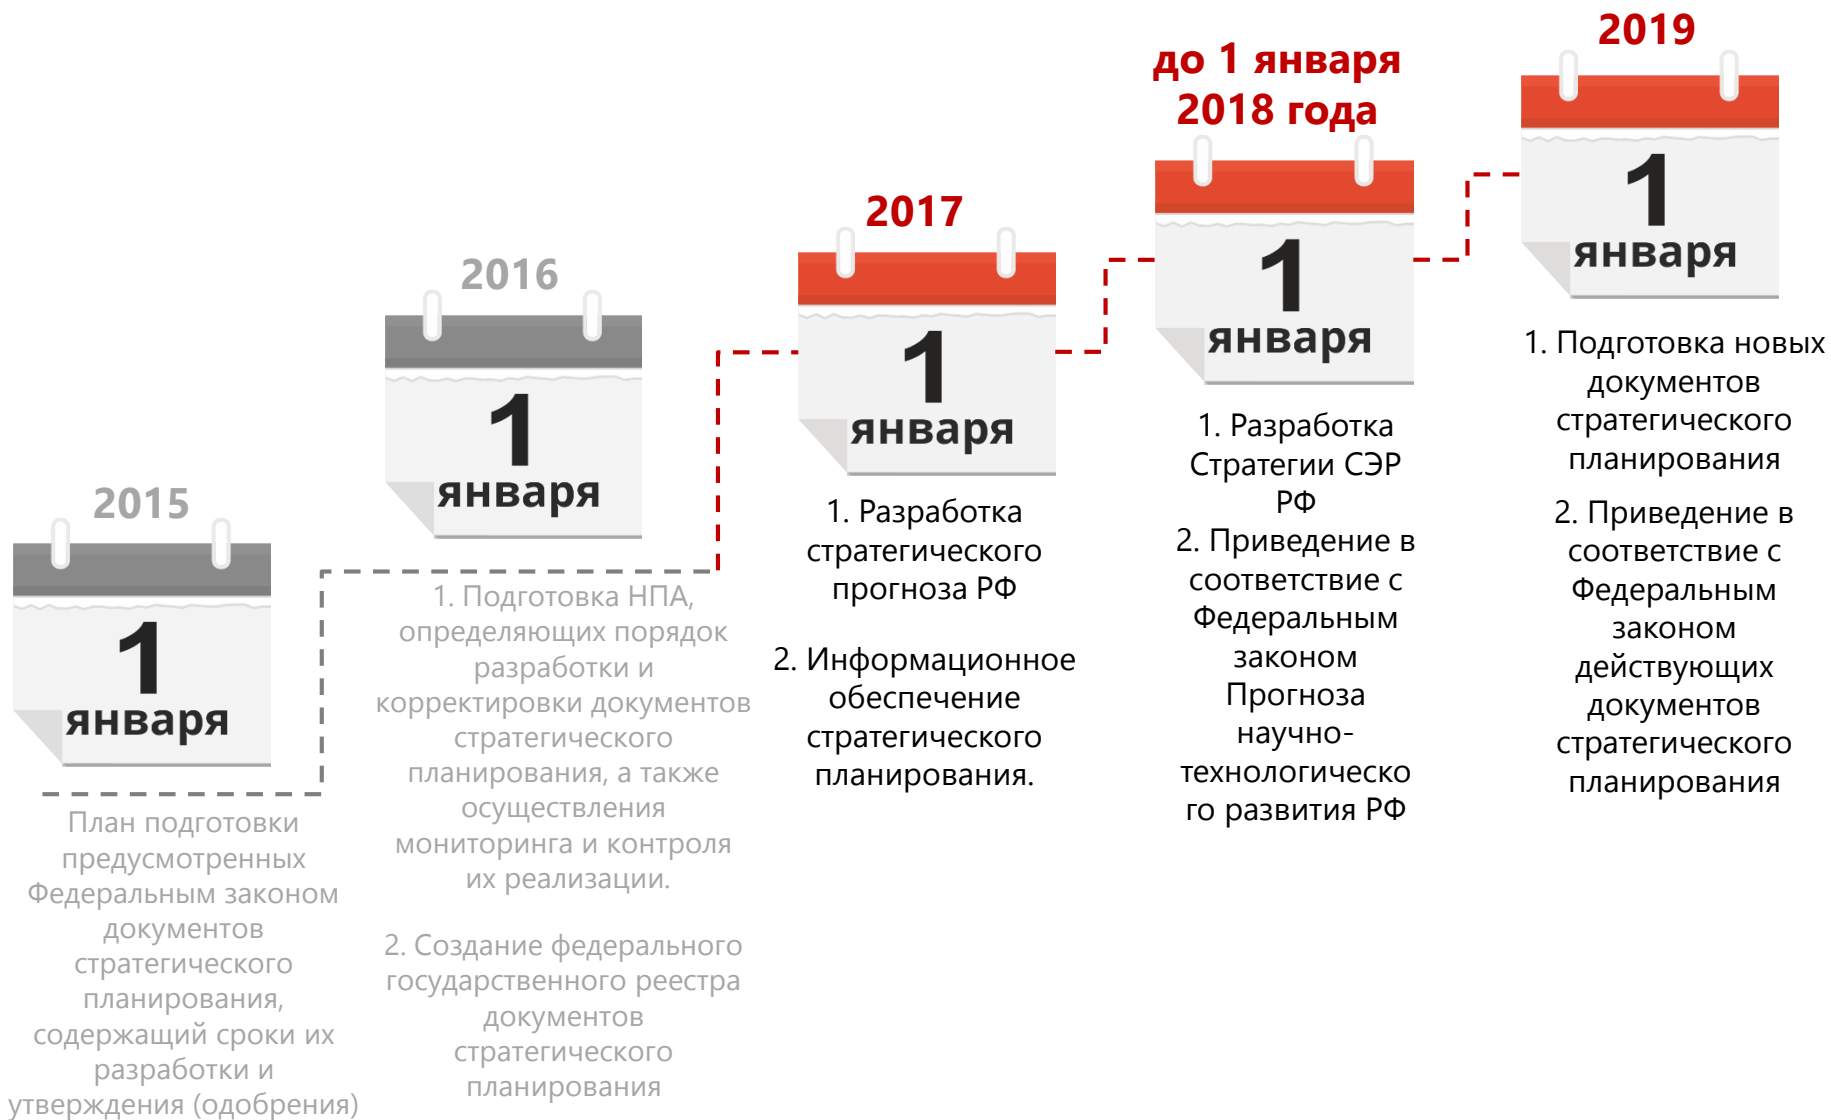 2015
1
января
План подготовки
предусмотренных
Федеральным законом
документов
стратегического
планирования,
содержащий сроки их
разработки и
утверждения (одобрения)
2016
1
января
1. Подготовка НПА,
определяющих порядок
разработки и
корректировки документов
стратегического
планирования, а также
осуществления
мониторинга и контроля
их реализации.
2. Создание федерального
государственного реестра
документов
стратегического
планирования
2017
1
января
1. Разработка
стратегического
прогноза РФ
2. Информационное
обеспечение
стратегического
планирования.
до 1 января
2018 года
1
января
1. Разработка
Стратегии СЭР
РФ
2. Приведение в
соответствие с
Федеральным
законом
Прогноза
научно-
технологическо
го развития РФ
2019
1
января
1. Подготовка новых
документов
стратегического
планирования
2. Приведение в
соответствие с
Федеральным
законом
действующих
документов
стратегического
планирования